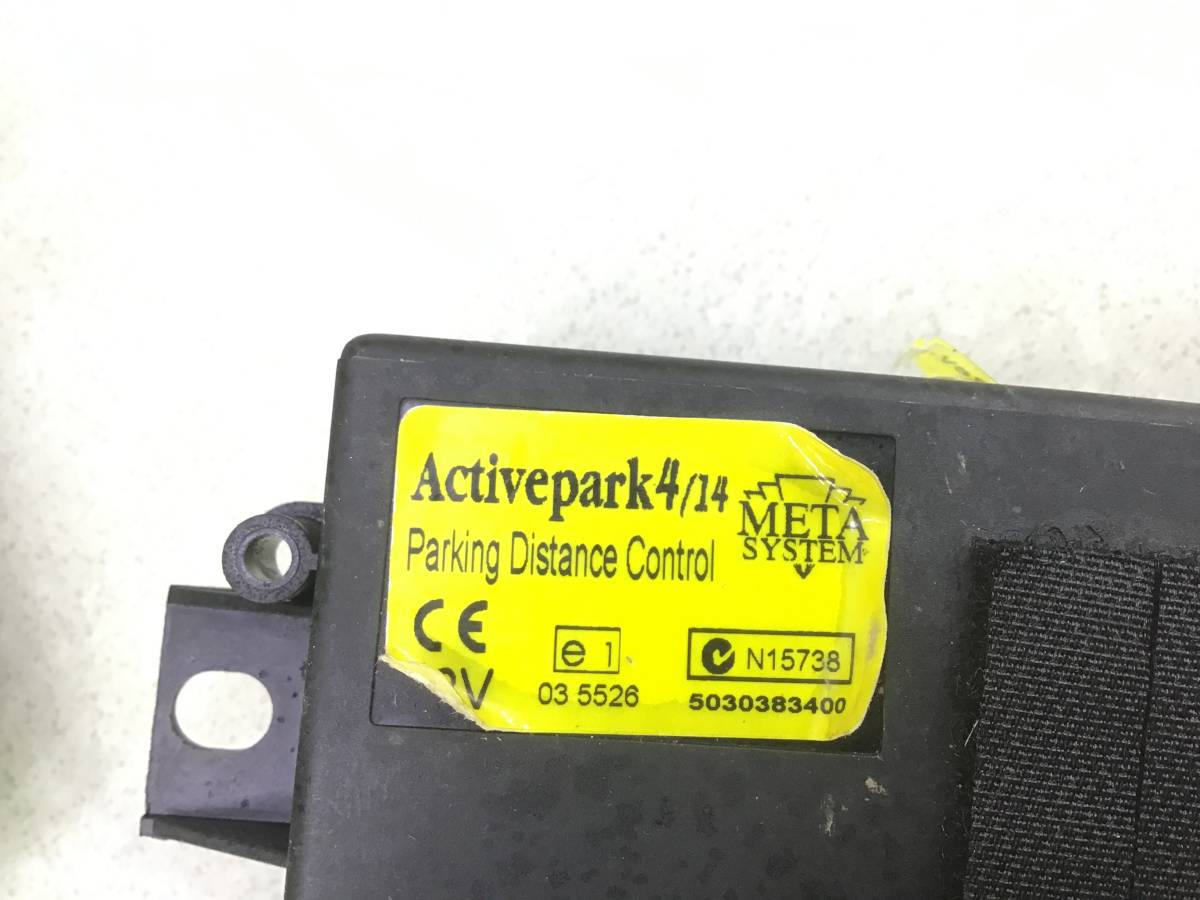 Activepark4/14
Parking Distance Control
META
SYSTEM
CE
e 1
N15738
03 5526
5030383400